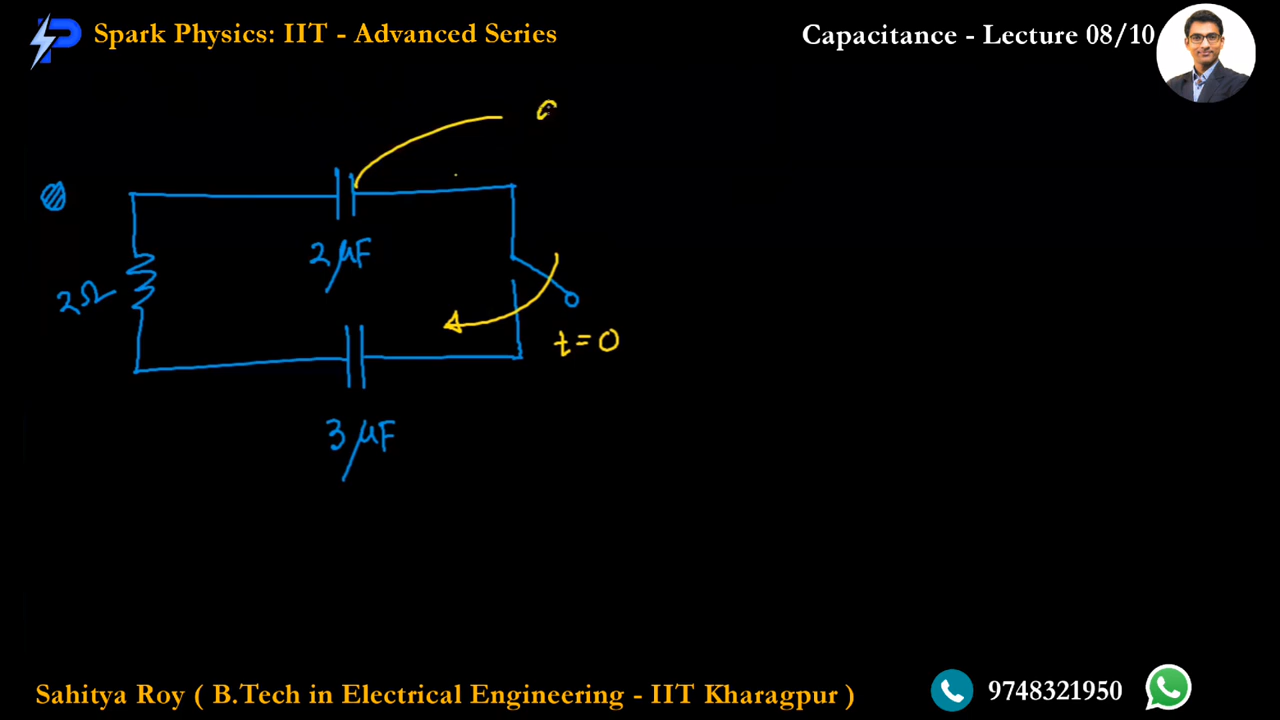 Spark Physics: IIT - Advanced Series
Capacitance - Lecture 08/10
2Ω
2μF
t=0
3μF
Sahitya Roy ( B.Tech in Electrical Engineering - IIT Kharagpur )
9748321950